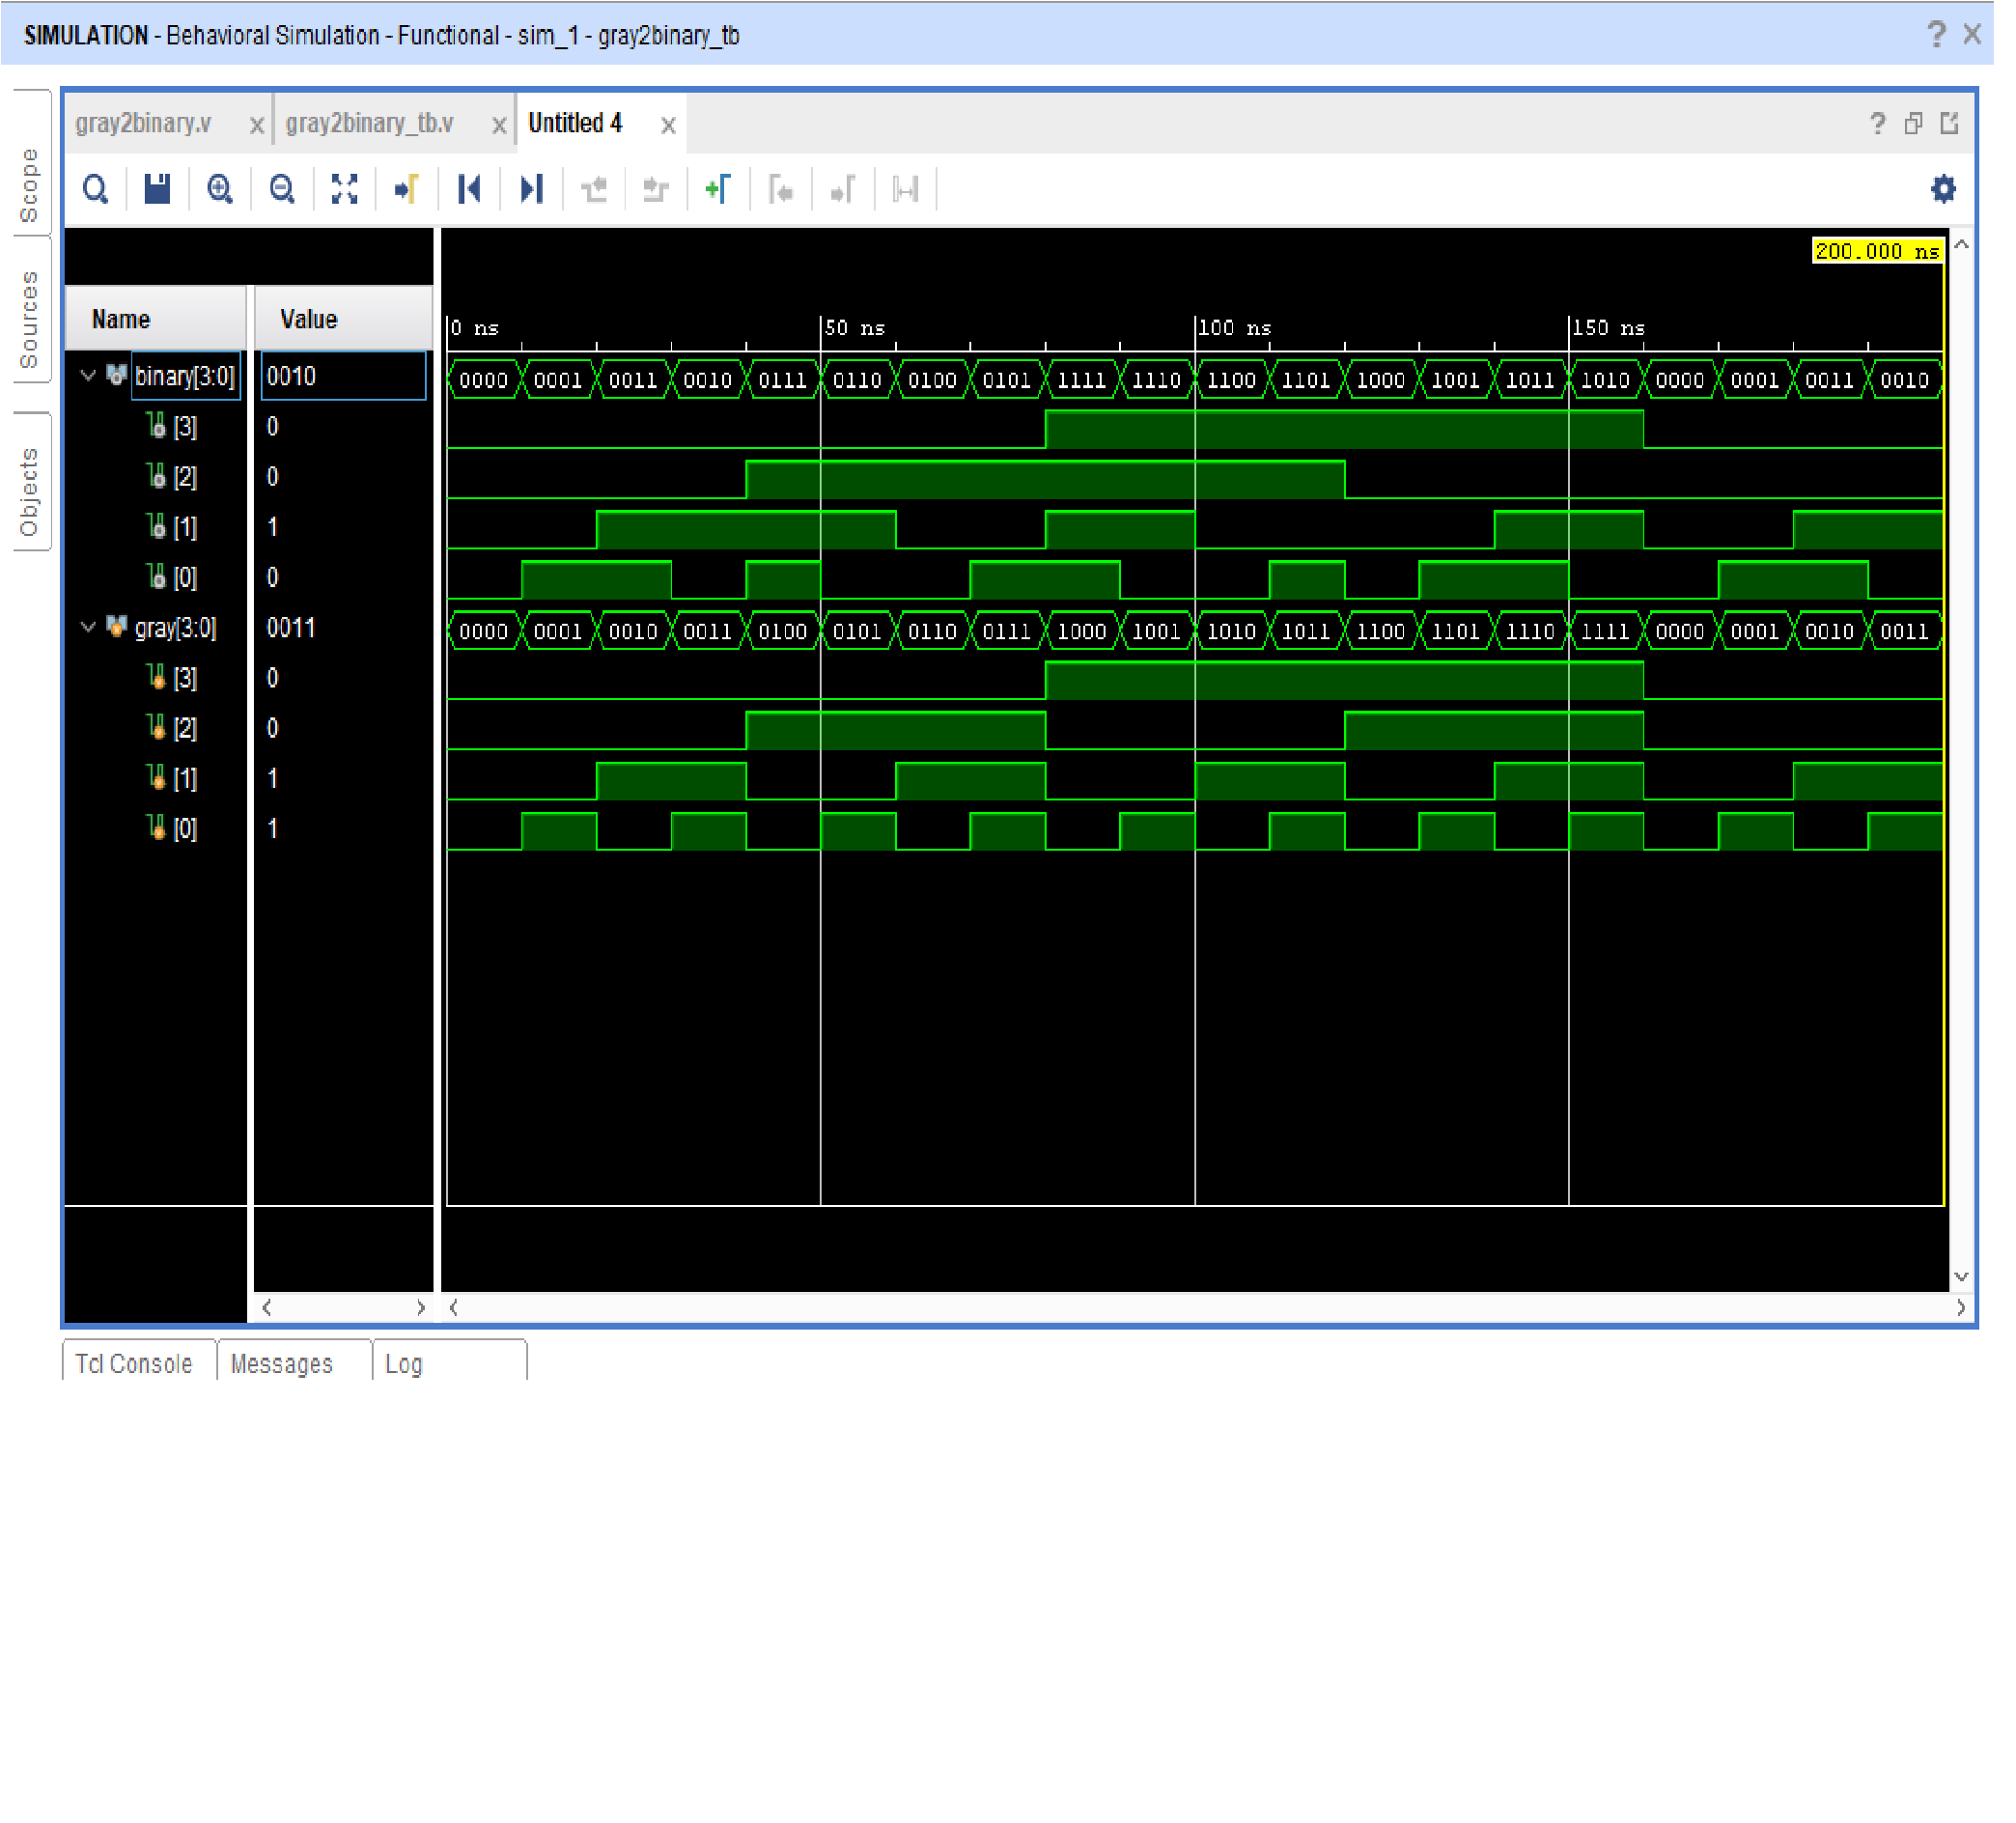 SIMULATION - Behavioral Simulation - Functional - sim_1 - gray2binary_tb ? X
Scope
Sources
Objects
gray2binary.v x gray2binary_tb.v x Untitled 4 x ?
200.000 ns
Name Value
0 ns 50 ns 100 ns 150 ns
binary[3:0] 0010 0000 0001 0011 0010 0111 0110 0100 0101 1111 1110 1100 1101 1000 1001 1011 1010 0000 0001 0011 0010
[3] 0
[2] 0
[1] 1
[0] 0
gray[3:0] 0011 0000 0001 0010 0011 0100 0101 0110 0111 1000 1001 1010 1011 1100 1101 1110 1111 0000 0001 0010 0011
[3] 0
[2] 0
[1] 1
[0] 1
Tcl Console Messages Log